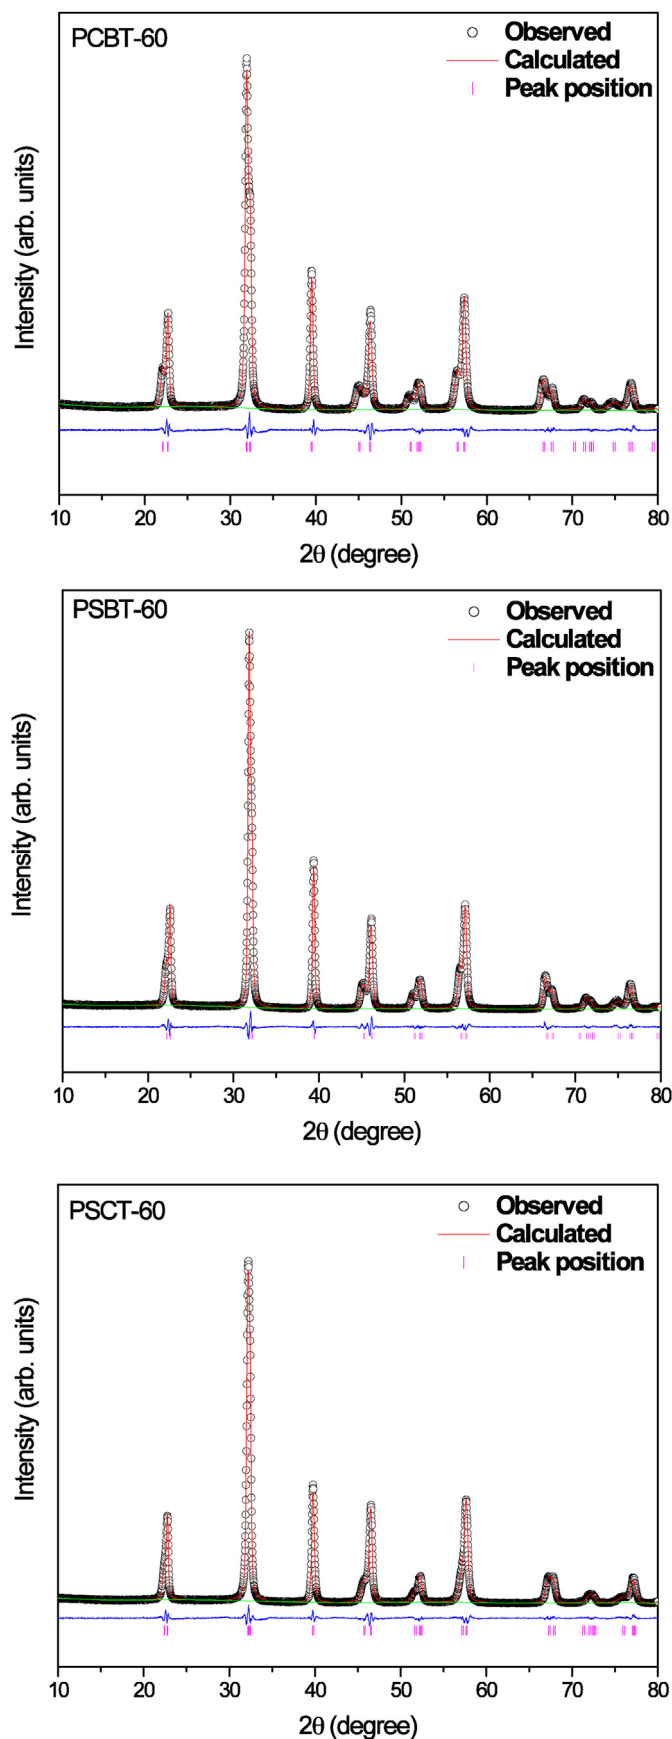 PCBT-60
Observed
Calculated
Peak position
Intensity (arb. units)
10 20 30 40 50 60 70 80
2θ (degree)
PSBT-60
Observed
Calculated
Peak position
Intensity (arb. units)
10 20 30 40 50 60 70 80
2θ (degree)
PSCT-60
Observed
Calculated
Peak position
Intensity (arb. units)
10 20 30 40 50 60 70 80
2θ (degree)